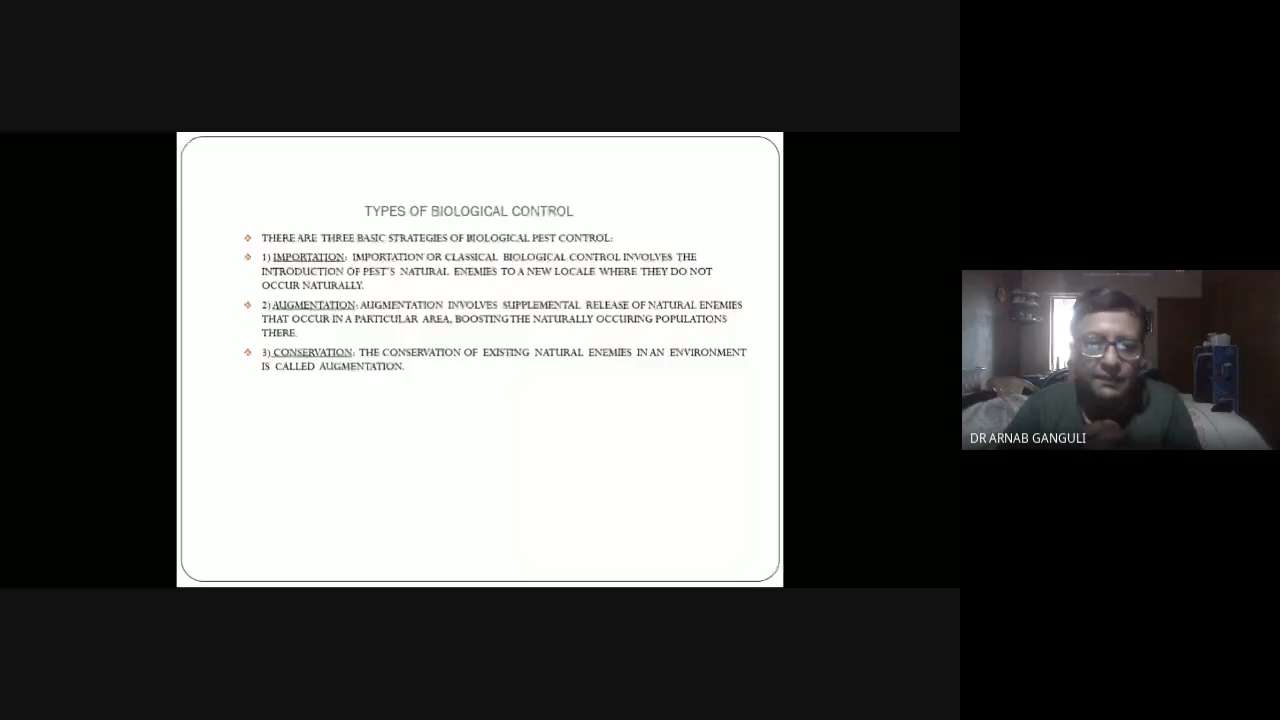 TYPES OF BIOLOGICAL CONTROL
THERE ARE THREE BASIC STRATEGIES OF BIOLOGICAL PEST CONTROL:
1) IMPORTATION: IMPORTATION OR CLASSICAL BIOLOGICAL CONTROL INVOLVES THE
INTRODUCTION OF PEST'S NATURAL ENEMIES TO A NEW LOCALE WHERE THEY DO NOT
OCCUR NATURALLY.
2) AUGMENTATION: AUGMENTATION INVOLVES SUPPLEMENTAL RELEASE OF NATURAL ENEMIES
THAT OCCUR IN A PARTICULAR AREA, BOOSTING THE NATURALLY OCCURING POPULATIONS
THERE.
3) CONSERVATION: THE CONSERVATION OF EXISTING NATURAL ENEMIES IN AN ENVIRONMENT
IS CALLED AUGMENTATION.
DR ARNAB GANGULI